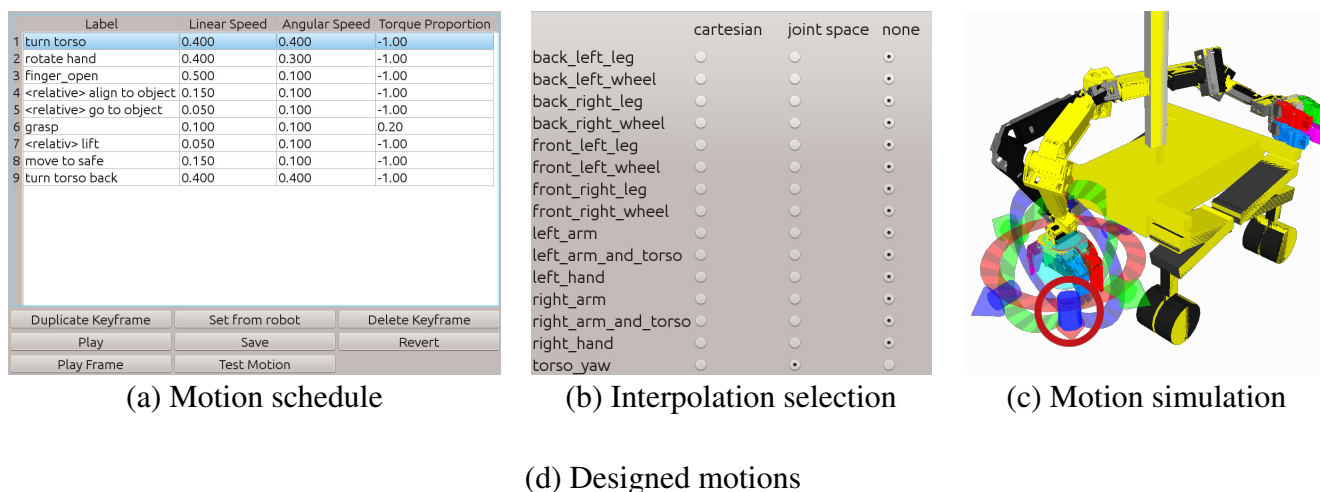 Label Linear Speed Angular Speed Torque Proportion
1 turn torso 0.400 0.400 -1.00
2 rotate hand 0.400 0.300 -1.00
3 finger_open 0.500 0.100 -1.00
4 <relative> align to object 0.150 0.100 -1.00
5 <relative> go to object 0.050 0.100 -1.00
6 grasp 0.100 0.100 0.20
7 <relativ> lift 0.050 0.100 -1.00
8 move to safe 0.150 0.100 -1.00
9 turn torso back 0.400 0.400 -1.00
Duplicate Keyframe Set from robot Delete Keyframe
Play Save Revert
Play Frame Test Motion
(a) Motion schedule
cartesian joint space none
back_left_leg
back_left_wheel
back_right_leg
back_right_wheel
front_left_leg
front_left_wheel
front_right_leg
front_right_wheel
left_arm
left_arm_and_torso
left_hand
right_arm
right_arm_and_torso
right_hand
torso_yaw
(b) Interpolation selection
(c) Motion simulation
(d) Designed motions